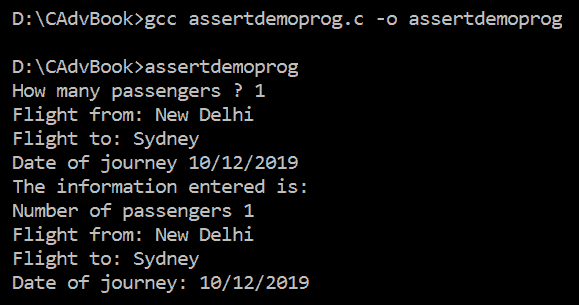 D:\CAdvBook>gcc assertdemoprog.c -o assertdemoprog
D:\CAdvBook>assertdemoprog
How many passengers ? 1
Flight from: New Delhi
Flight to: Sydney
Date of journey 10/12/2019
The information entered is:
Number of passengers 1
Flight from: New Delhi
Flight to: Sydney
Date of journey: 10/12/2019